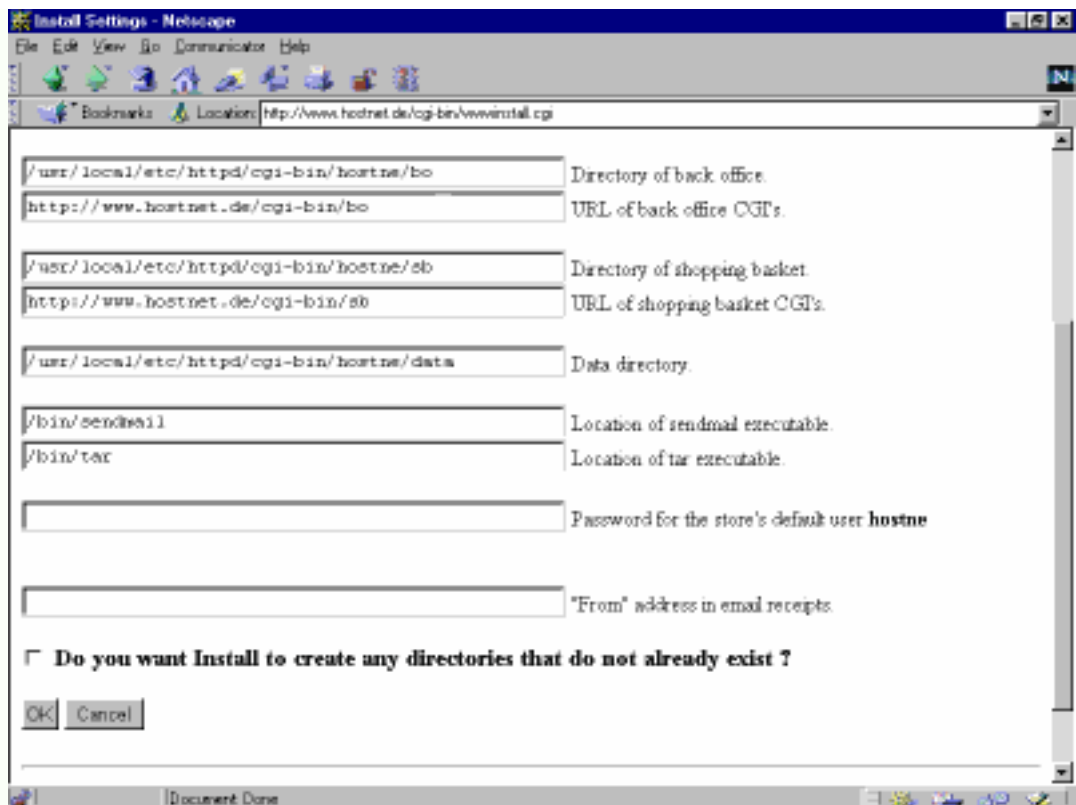 Install Settings - Netscape
File Edit View Go Communicator Help
Bookmarks Location: http://www.hostnet.de/cgi-bin/wwwinstall.cgi
/usr/local/etc/httpd/cgi-bin/hostne/bo Directory of back office.
http://www.hostnet.de/cgi-bin/bo URL of back office CGI's.
/usr/local/etc/httpd/cgi-bin/hostne/sb Directory of shopping basket.
http://www.hostnet.de/cgi-bin/sb URL of shopping basket CGI's.
/usr/local/etc/httpd/cgi-bin/hostne/data Data directory.
/bin/sendmail Location of sendmail executable.
/bin/tar Location of tar executable.
Password for the store's default user hostne
"From" address in email receipts.
Do you want Install to create any directories that do not already exist ?
OK Cancel
Document Done